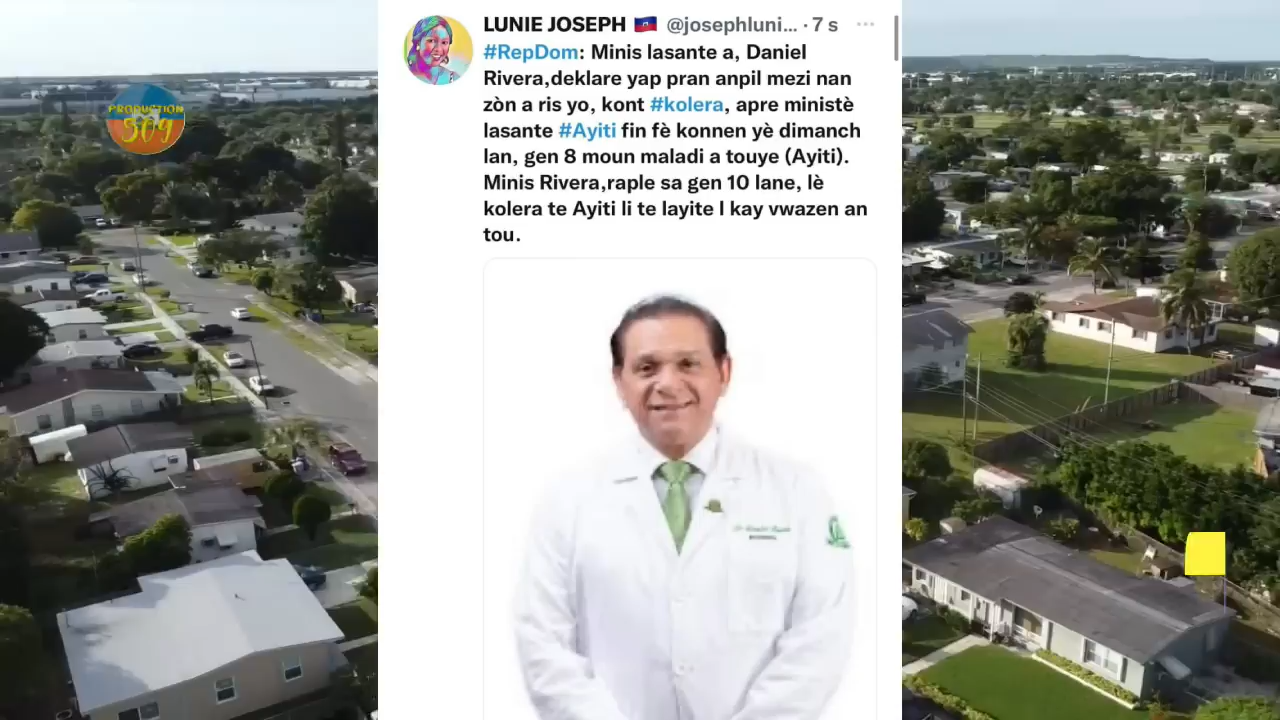 LUNIE JOSEPH 🇭🇹 @josephluni... · 7 s
#RepDom: Minis lasante a, Daniel
Rivera,deklare yap pran anpil mezi nan
zòn a ris yo, kont #kolera, apre ministè
lasante #Ayiti fin fè konnen yè dimanch
lan, gen 8 moun maladi a touye (Ayiti).
Minis Rivera,raple sa gen 10 lane, lè
kolera te Ayiti li te layite l kay vwazen an
tou.
PRODUCTION
509